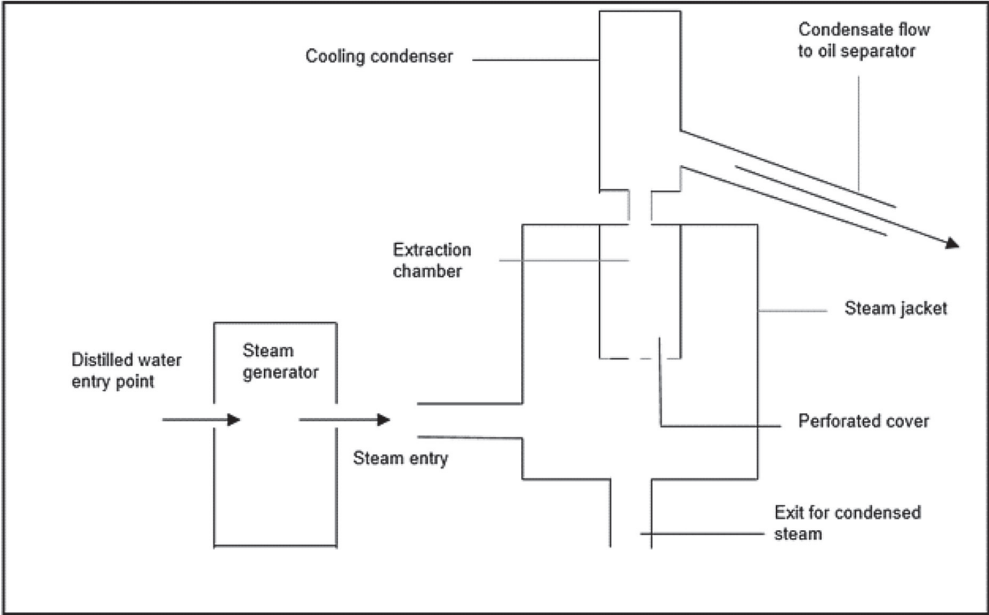 Cooling condenser
Condensate flow
to oil separator
Extraction
chamber
Steam jacket
Distilled water
entry point
Steam
generator
Perforated cover
Steam entry
Exit for condensed
steam